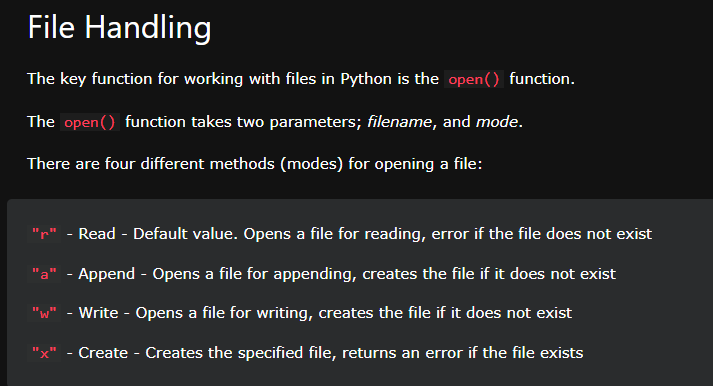 File Handling
The key function for working with files in Python is the open() function.
The open() function takes two parameters; filename, and mode.
There are four different methods (modes) for opening a file:
"r" - Read - Default value. Opens a file for reading, error if the file does not exist
"a" - Append - Opens a file for appending, creates the file if it does not exist
"w" - Write - Opens a file for writing, creates the file if it does not exist
"x" - Create - Creates the specified file, returns an error if the file exists